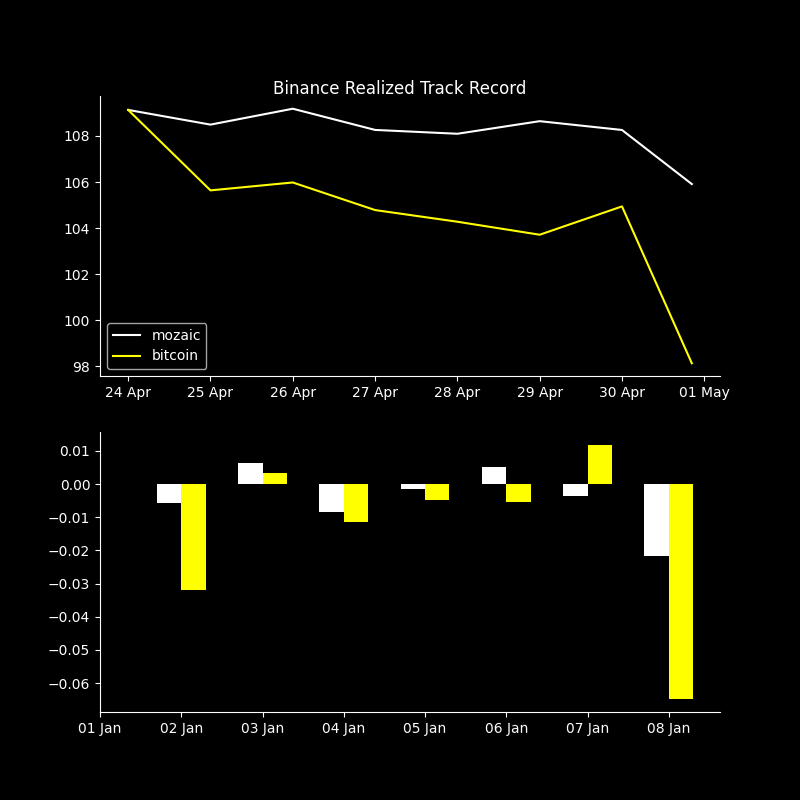 Binance Realized Track Record
108
106
104
102
100
98
mozaic
bitcoin
24 Apr 25 Apr 26 Apr 27 Apr 28 Apr 29 Apr 30 Apr 01 May
0.01
0.00
−0.01
−0.02
−0.03
−0.04
−0.05
−0.06
01 Jan 02 Jan 03 Jan 04 Jan 05 Jan 06 Jan 07 Jan 08 Jan